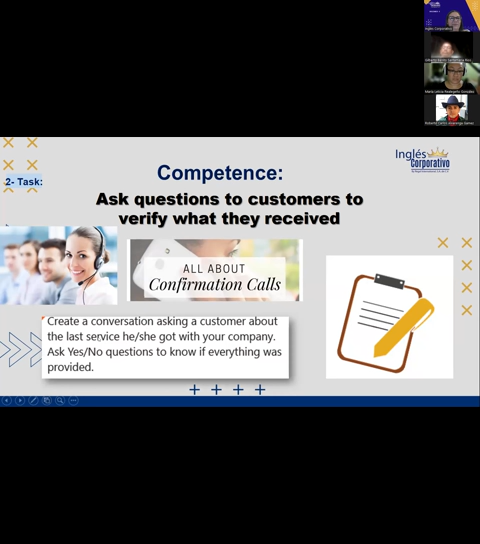 Inglés
Corporativo
Competence:
2- Task:
Ask questions to customers to
verify what they received
ALL ABOUT
Confirmation Calls
Create a conversation asking a customer about
the last service he/she got with your company.
Ask Yes/No questions to know if everything was
provided.